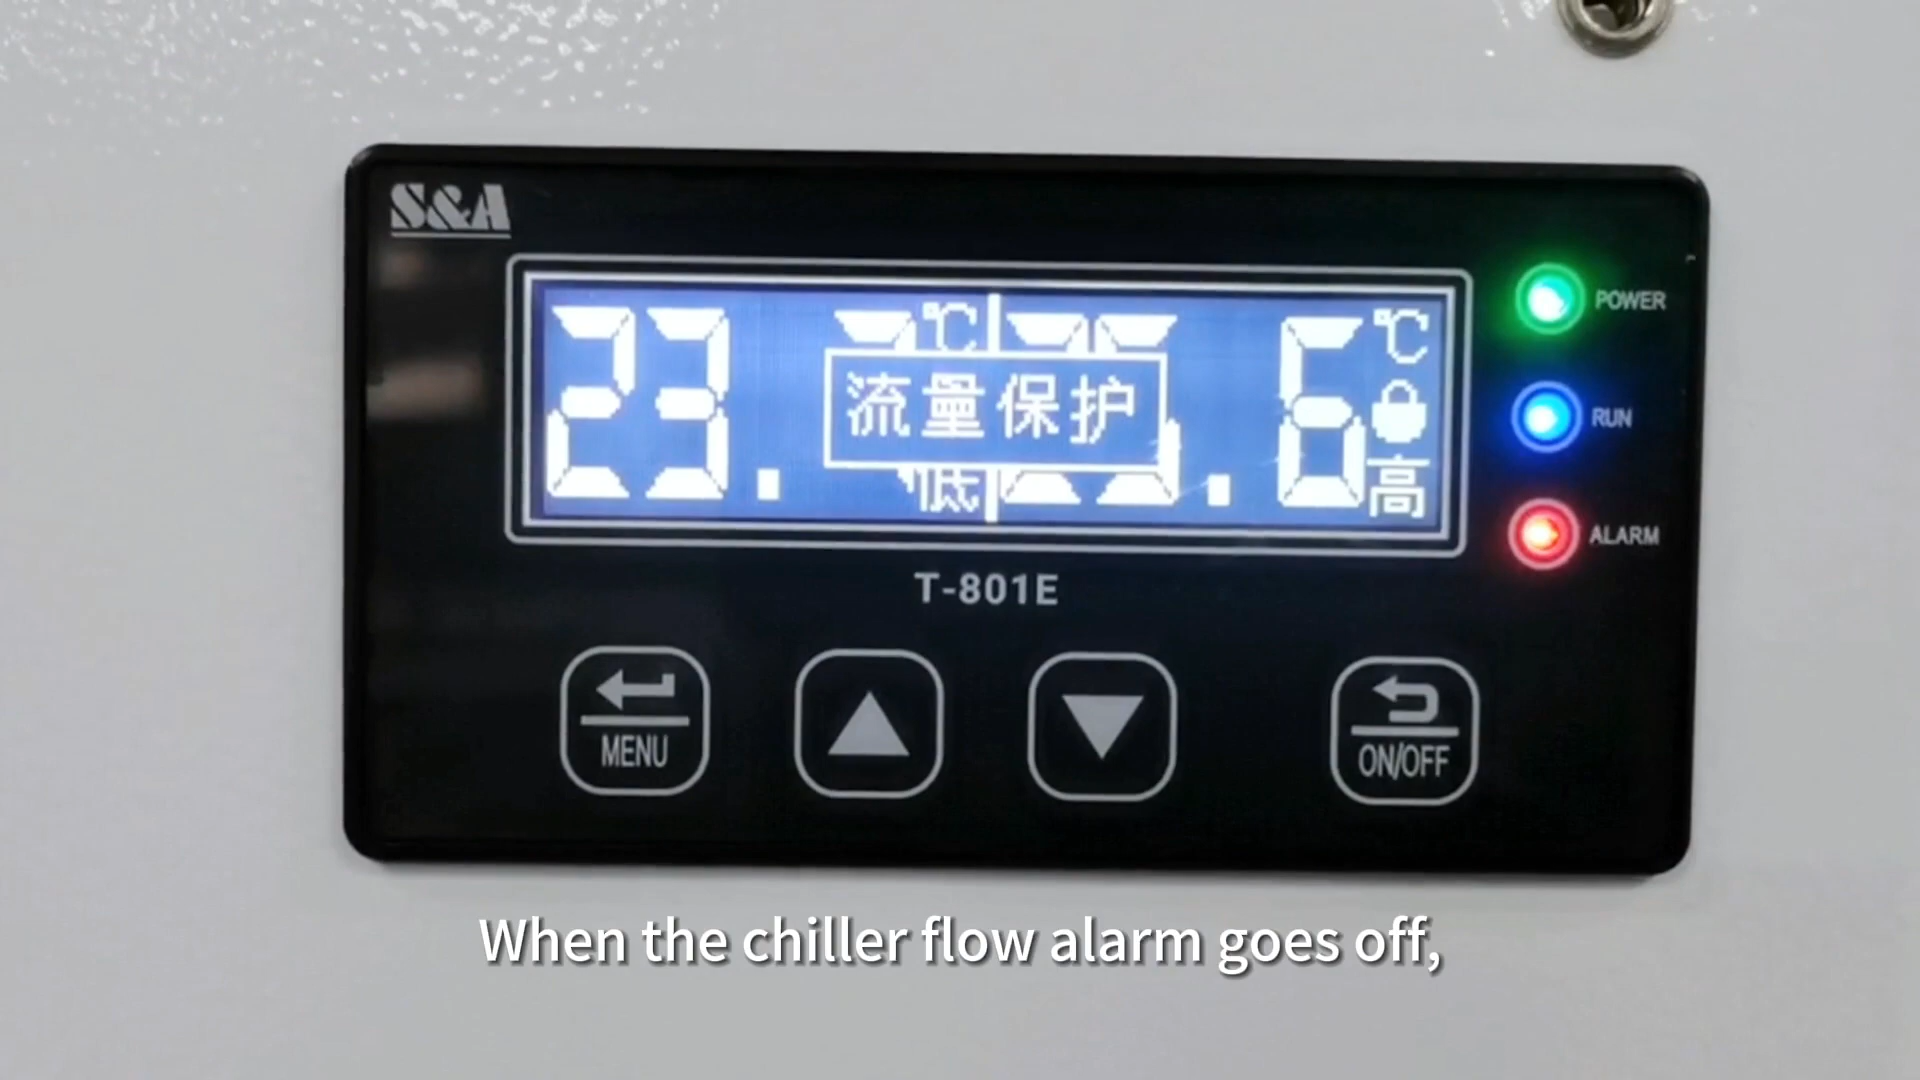 S&A
POWER
23. ℃ .6 ℃
流量保护
RUN
低 高
ALARM
T-801E
MENU
ON/OFF
When the chiller flow alarm goes off,